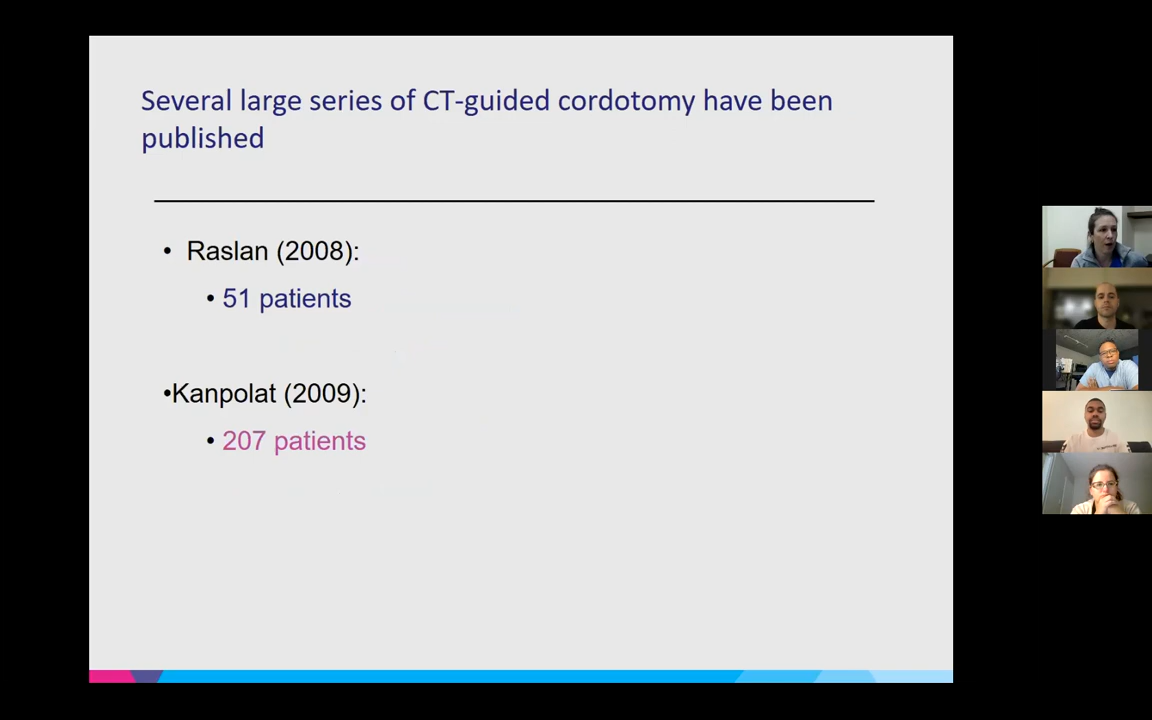 Several large series of CT-guided cordotomy have been
published
• Raslan (2008):
• 51 patients
•Kanpolat (2009):
• 207 patients